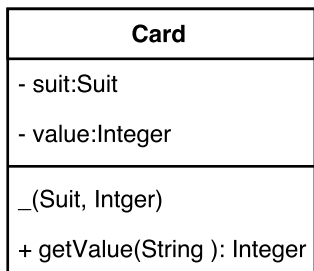 Card
- suit:Suit
- value:Integer
_(Suit, Intger)
+ getValue(String ): Integer